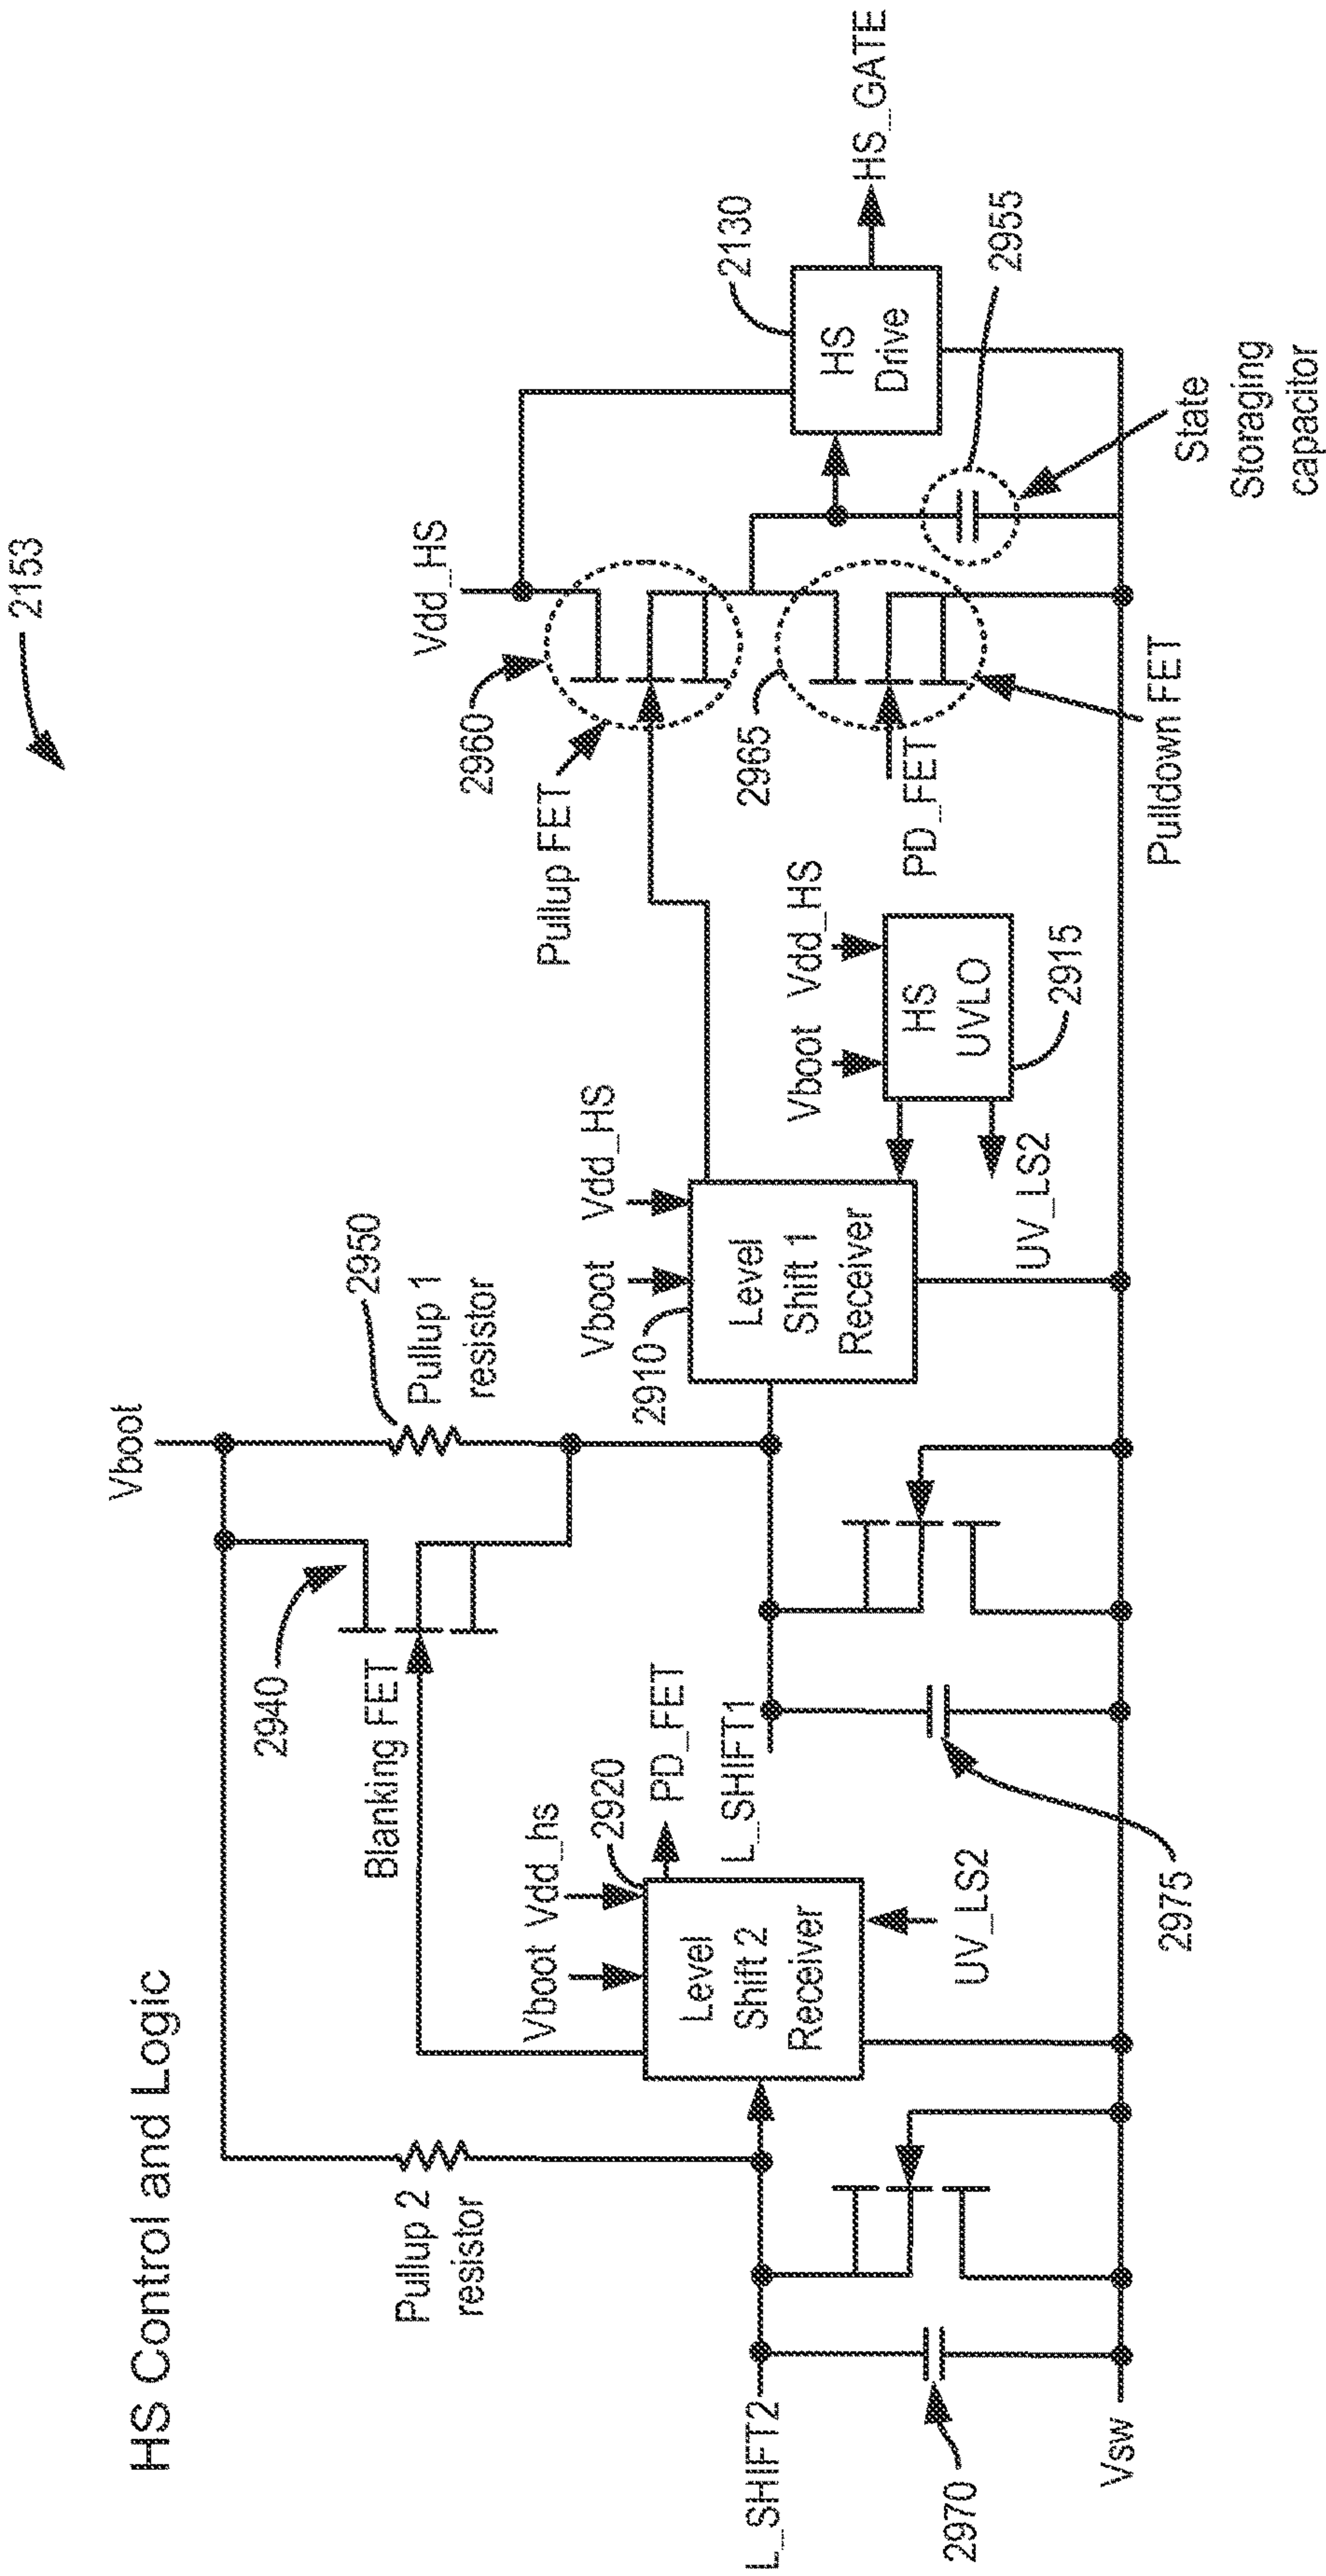 HS Control and Logic
2153
Vboot
2950
Pullup 1
resistor
2940
Blanking FET
Pullup 2
resistor
Vboot
Vdd_hs
2920
PD_FET
Level
Shift 2
Receiver
UV_LS2
L_SHIFT2
2970
Vsw
L_SHIFT1
2975
Vboot
Vdd_HS
2910
Level
Shift 1
Receiver
Vboot
Vdd_HS
HS
UVLO
2915
UV_LS2
Vdd_HS
2960
Pullup FET
2965
PD_FET
Pulldown FET
2130
HS
Drive
HS_GATE
2955
State
Storaging
capacitor